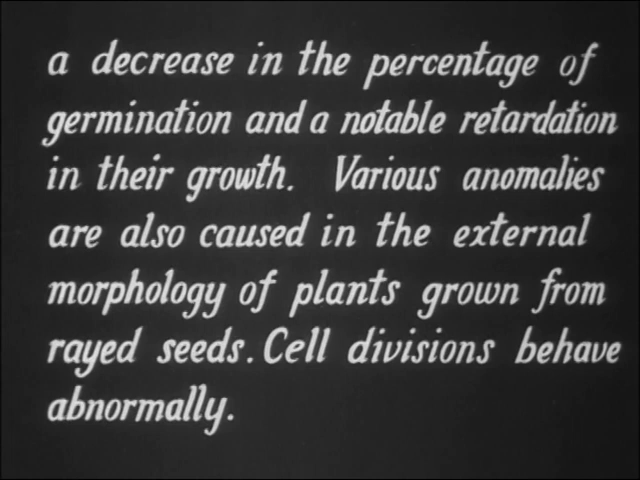 a decrease in the percentage of
germination and a notable retardation
in their growth. Various anomalies
are also caused in the external
morphology of plants grown from
rayed seeds. Cell divisions behave
abnormally.